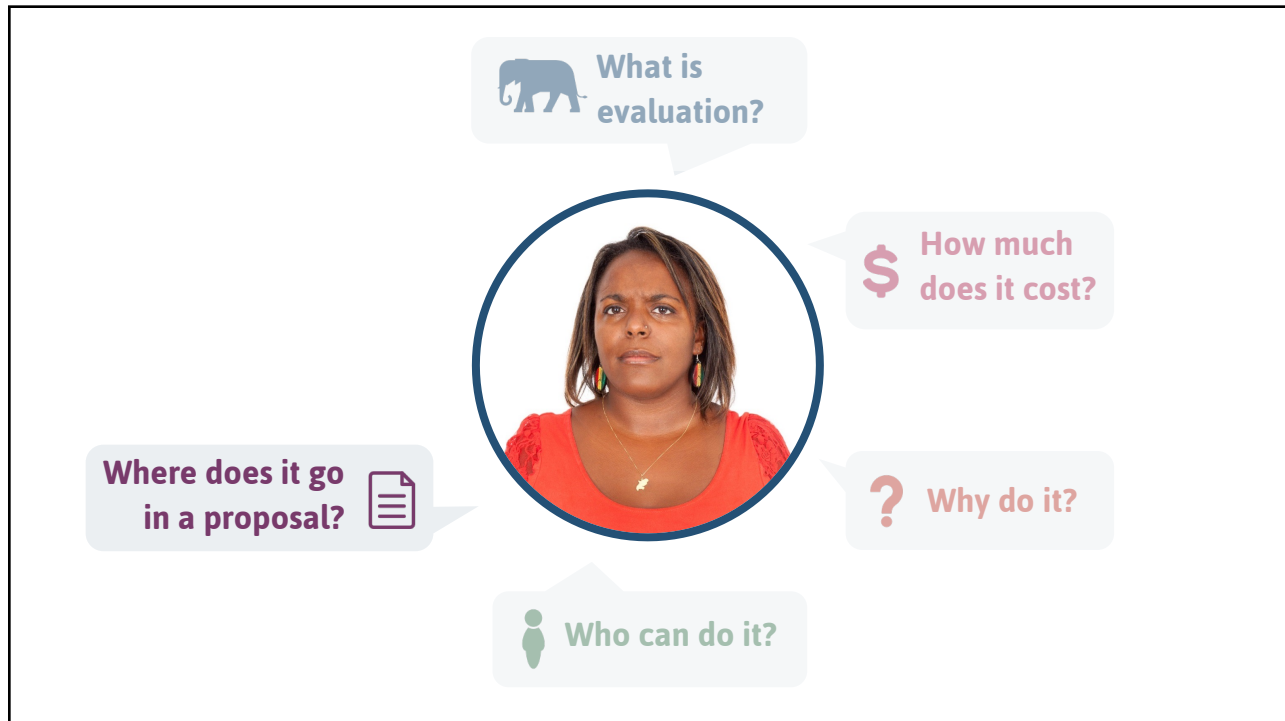 What is
evaluation?
$
How much
does it cost?
?
Why do it?
Who can do it?
Where does it go
in a proposal?